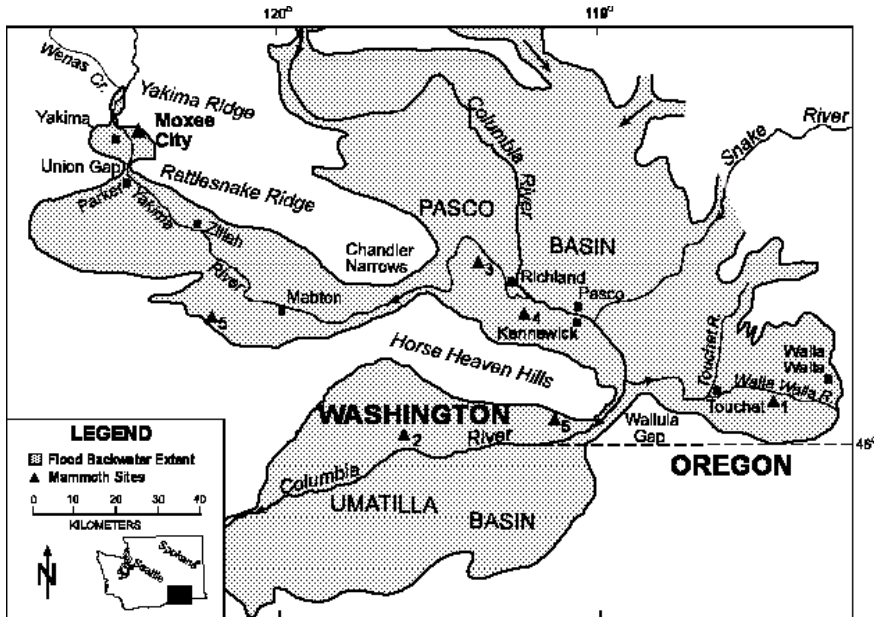 120°
119°
Wenas Cr.
Yakima Ridge
Yakima
Moxee
City
Union Gap
Parker
Rattlesnake Ridge
Yakima
River
Zillah
Columbia
River
Snake
River
PASCO
BASIN
Chandler
Narrows
3
Richland
Pasco
4
Kennewick
Mabton
Horse Heaven Hills
Touchet R.
Walla
Walla
Walla Walla R.
Touchet
1
WASHINGTON
2
5
River
Columbia
Wallula
Gap
46°
OREGON
UMATILLA
BASIN
LEGEND
Flood Backwater Extent
Mammoth Sites
0 10 20 30 40
KILOMETERS
N
Seattle
Spokane